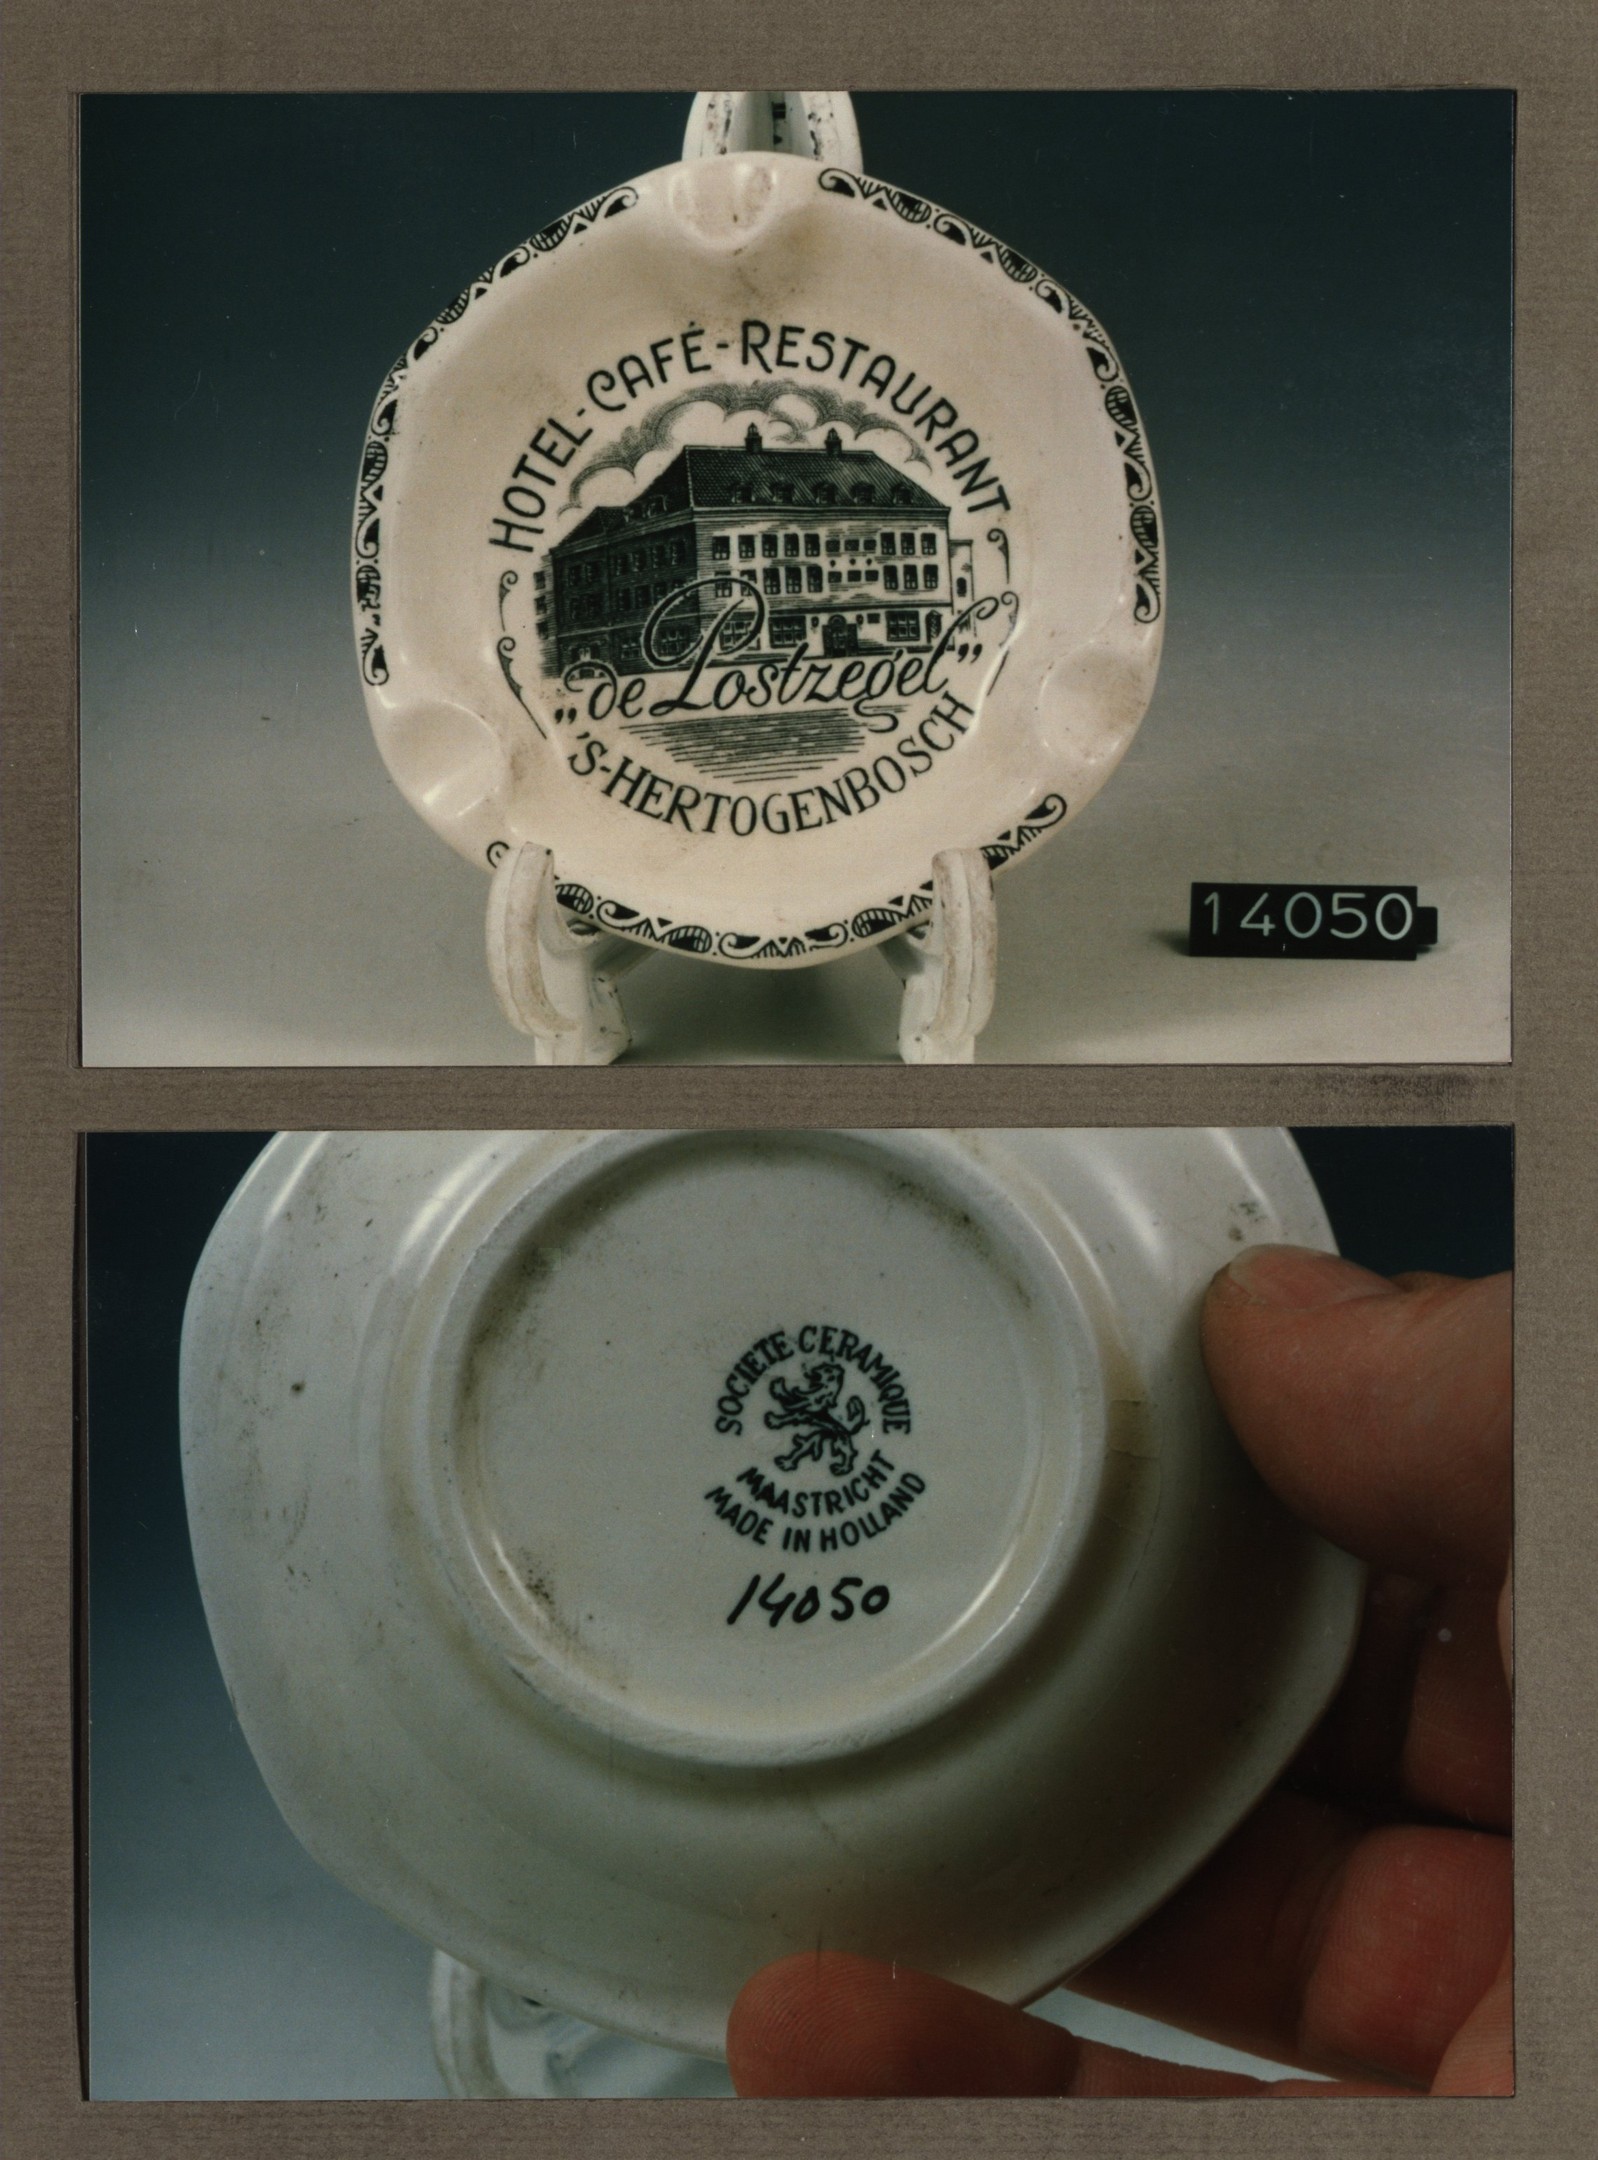 HOTEL-CAFÉ-RESTAURANT
„de Postzegel”
'S-HERTOGENBOSCH
14050
SOCIETE CERAMIQUE
MAASTRICHT
MADE IN HOLLAND
14050